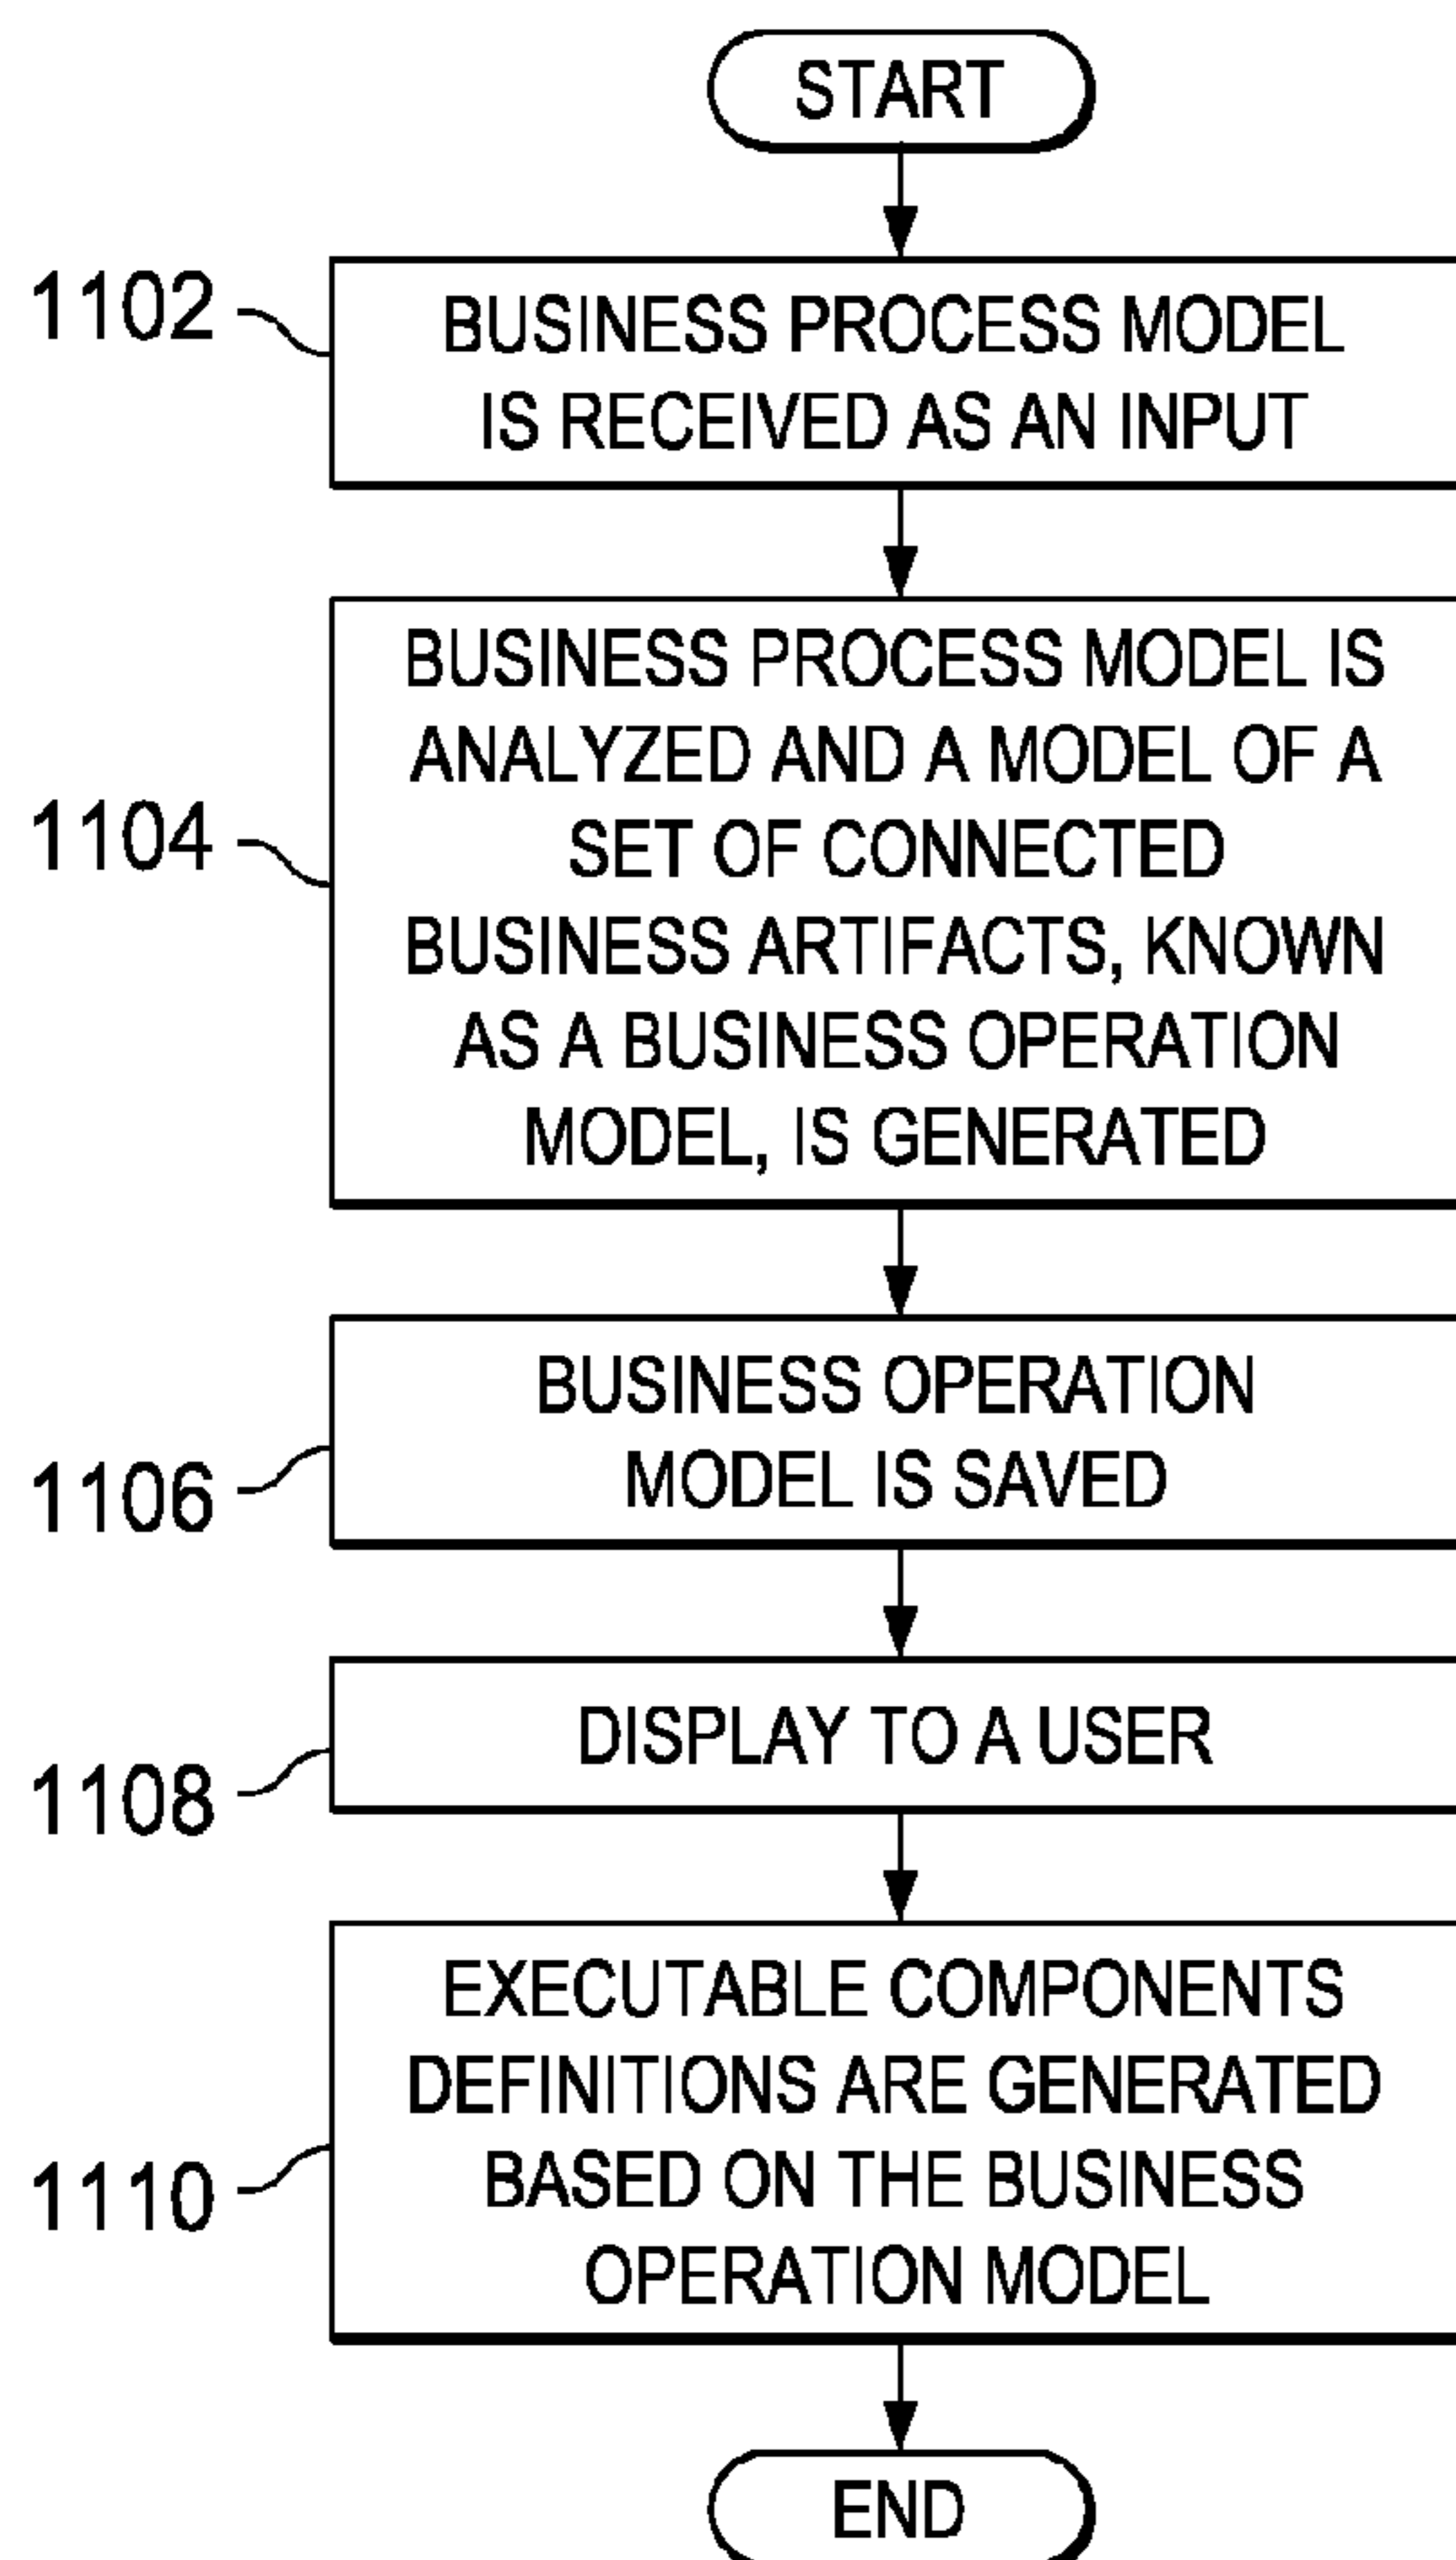 START
1102
BUSINESS PROCESS MODEL
IS RECEIVED AS AN INPUT
1104
BUSINESS PROCESS MODEL IS
ANALYZED AND A MODEL OF A
SET OF CONNECTED
BUSINESS ARTIFACTS, KNOWN
AS A BUSINESS OPERATION
MODEL, IS GENERATED
1106
BUSINESS OPERATION
MODEL IS SAVED
1108
DISPLAY TO A USER
1110
EXECUTABLE COMPONENTS
DEFINITIONS ARE GENERATED
BASED ON THE BUSINESS
OPERATION MODEL
END